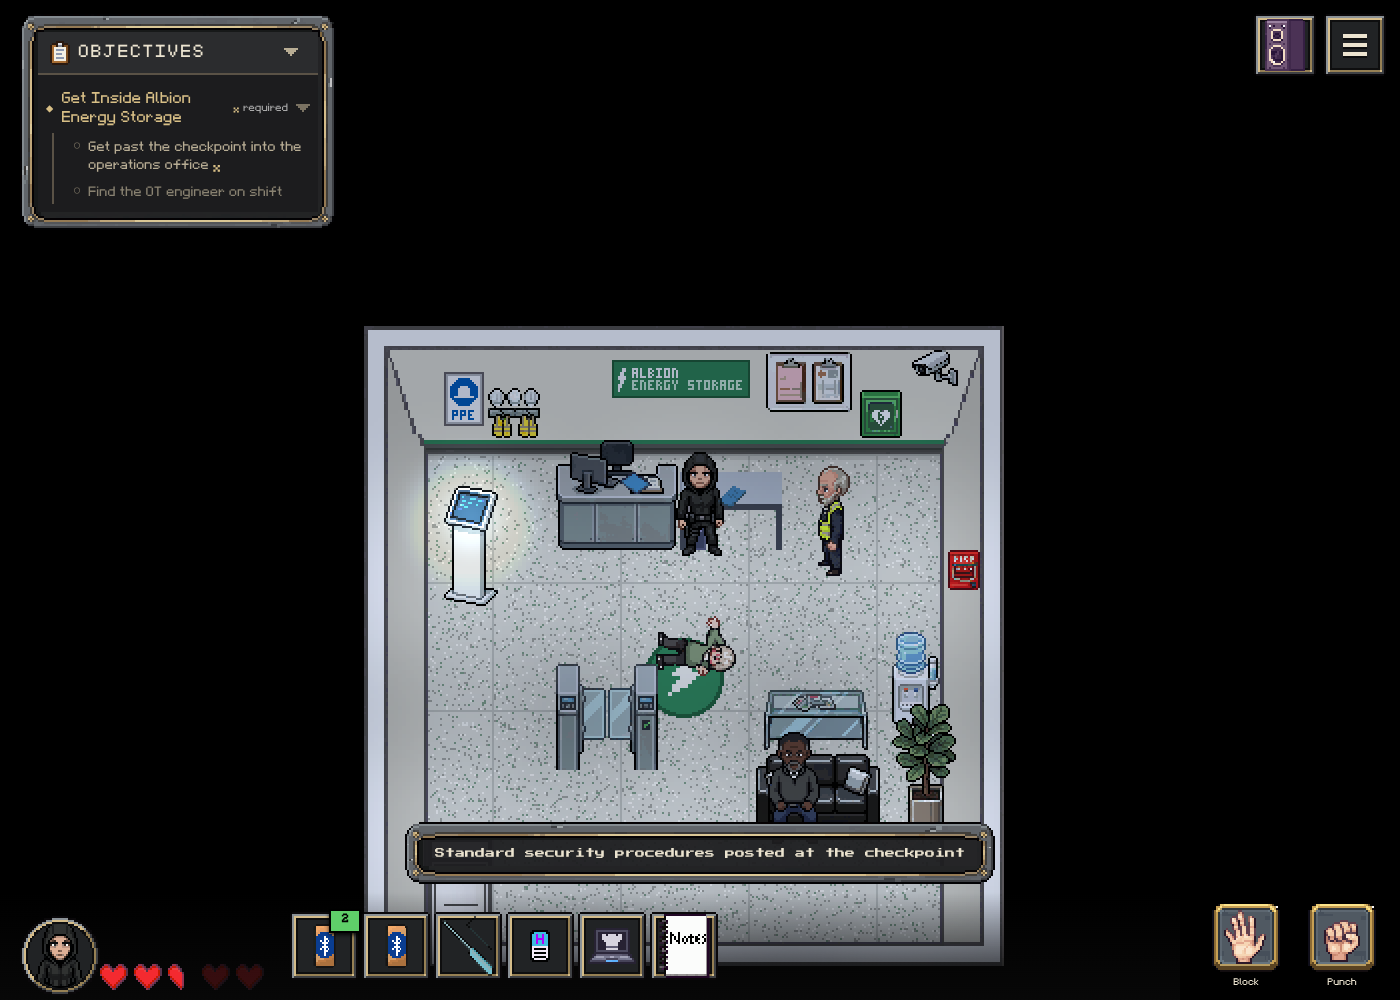 OBJECTIVES
Get Inside Albion
Energy Storage
required
Get past the checkpoint into the
operations office
Find the OT engineer on shift
PPE
ALBION
ENERGY STORAGE
Standard security procedures posted at the checkpoint
2
H
Notes
Block
Punch